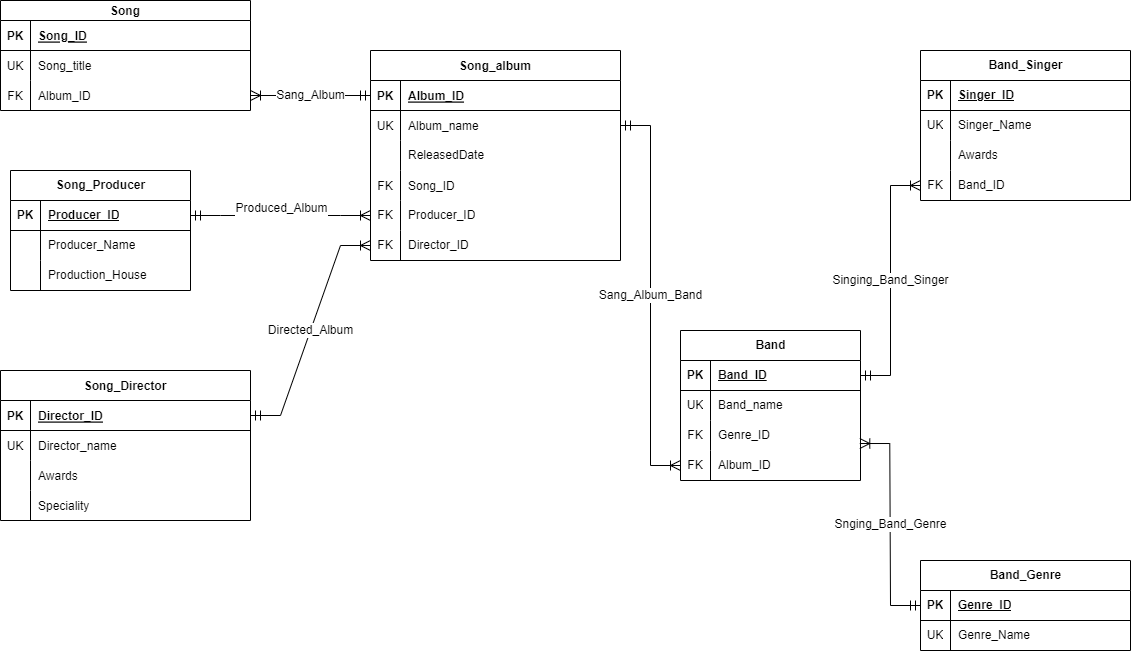 Song
PK Song_ID
UK Song_title
FK Album_ID
Sang_Album
Song_album
PK Album_ID
UK Album_name
ReleasedDate
FK Song_ID
FK Producer_ID
FK Director_ID
Band_Singer
PK Singer_ID
UK Singer_Name
Awards
FK Band_ID
Song_Producer
PK Producer_ID
Producer_Name
Production_House
Produced_Album
Directed_Album
Sang_Album_Band
Singing_Band_Singer
Song_Director
PK Director_ID
UK Director_name
Awards
Speciality
Band
PK Band_ID
UK Band_name
FK Genre_ID
FK Album_ID
Snging_Band_Genre
Band_Genre
PK Genre_ID
UK Genre_Name